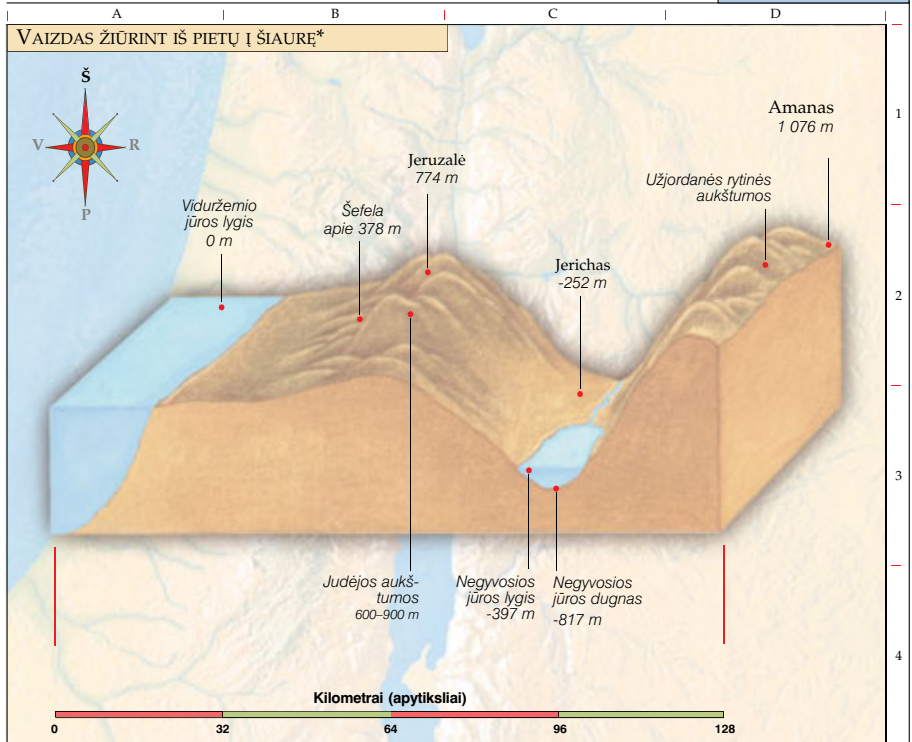 A B C D
VAIZDAS ŽIŪRINT IŠ PIETŲ Į ŠIAURĘ*
Š
V R
P
1
2
3
4
Amanas
1 076 m
Jeruzalė
774 m
Užjordanės rytinės
aukštumos
Viduržemio
jūros lygis
0 m
Šefela
apie 378 m
Jerichas
-252 m
Judėjos aukš-
tumos
600–900 m
Negyvosios
jūros lygis
-397 m
Negyvosios
jūros dugnas
-817 m
Kilometrai (apytiksliai)
0 32 64 96 128